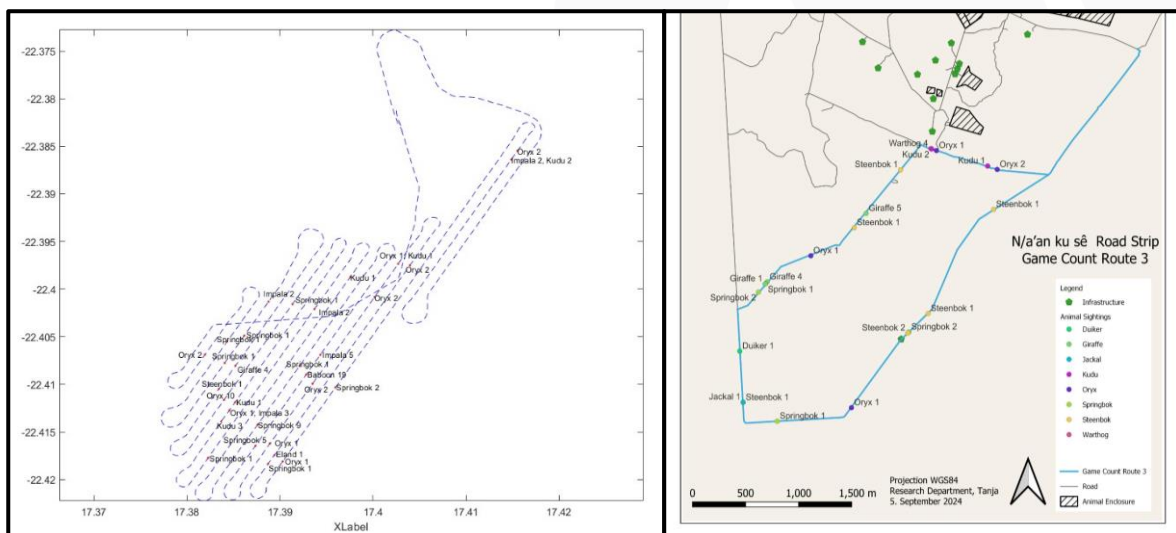 -22.375
-22.38
-22.385
-22.39
-22.395
-22.4
-22.405
-22.41
-22.415
-22.42
17.37
17.38
17.39
17.4
17.41
17.42
XLabel
Oryx 2
Impala 2, Kudu 2
Oryx 1, Kudu 1
Oryx 2
Kudu 1
Impala 2
Springbok 1
Oryx 2
Impala 2
Springbok 1
Springbok 1
Oryx 2
Springbok 1
Impala 5
Springbok 1
Giraffe 4
Baboon 19
Steenbok 1
Oryx 2
Springbok 2
Oryx 10
Kudu 1
Oryx 1, Impala 3
Kudu 3
Springbok 9
Springbok 5
Oryx 1
Eland 1
Springbok 1
Oryx 1
Springbok 1
Warthog 4
Oryx 1
Kudu 2
Kudu 1
Oryx 2
Steenbok 1
Giraffe 5
Steenbok 1
Steenbok 1
Oryx 1
Giraffe 1
Giraffe 4
Springbok 2
Springbok 1
Steenbok 1
Steenbok 2
Springbok 2
Duiker 1
Jackal 1
Steenbok 1
Oryx 1
Springbok 1
N/a'an ku sê Road Strip
Game Count Route 3
Legend
Infrastructure
Animal Sightings
Duiker
Giraffe
Jackal
Kudu
Oryx
Springbok
Steenbok
Warthog
Game Count Route 3
Road
Animal Enclosure
Projection WGS84
Research Department, Tanja
5. September 2024
0 500 1,000 1,500 m